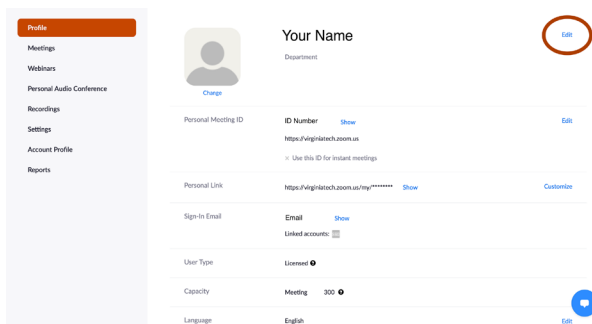 Profile
Meetings
Webinars
Personal Audio Conference
Recordings
Settings
Account Profile
Reports
Your Name
Edit
Department
Change
Personal Meeting ID
ID Number Show
Edit
https://virginiatech.zoom.us
× Use this ID for instant meetings
Personal Link
https://virginiatech.zoom.us/my/******** Show
Customize
Sign-In Email
Email Show
Linked accounts:
User Type
Licensed
Capacity
Meeting 300
Language
English
Edit